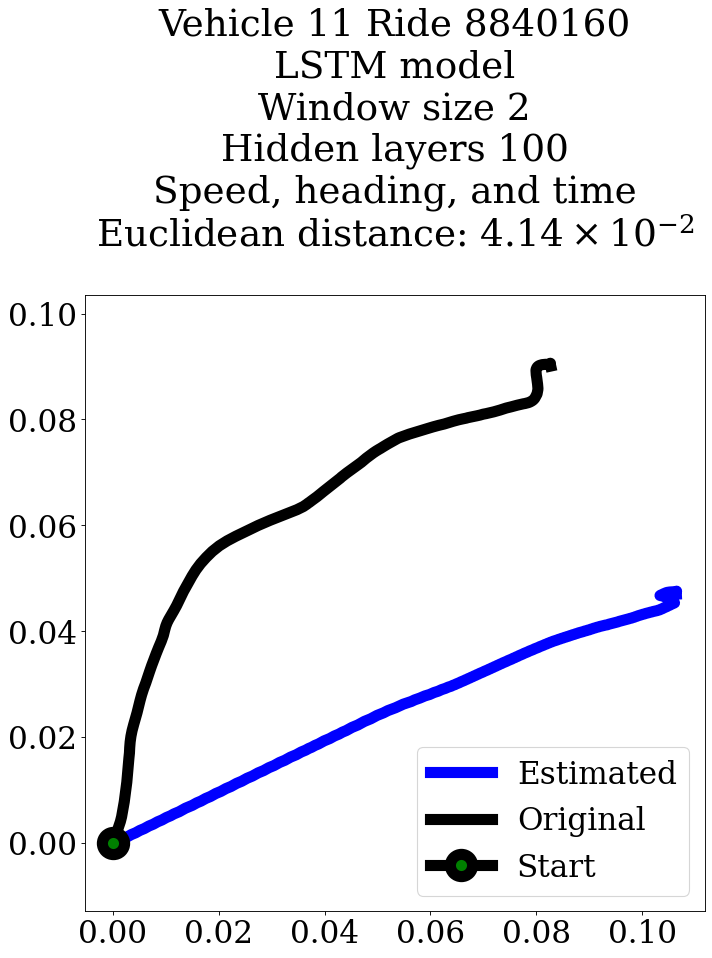 Vehicle 11 Ride 8840160
LSTM model
Window size 2
Hidden layers 100
Speed, heading, and time
Euclidean distance: 4.14 × 10⁻²
0.10
0.08
0.06
0.04
0.02
0.00
Estimated
Original
Start
0.00 0.02 0.04 0.06 0.08 0.10